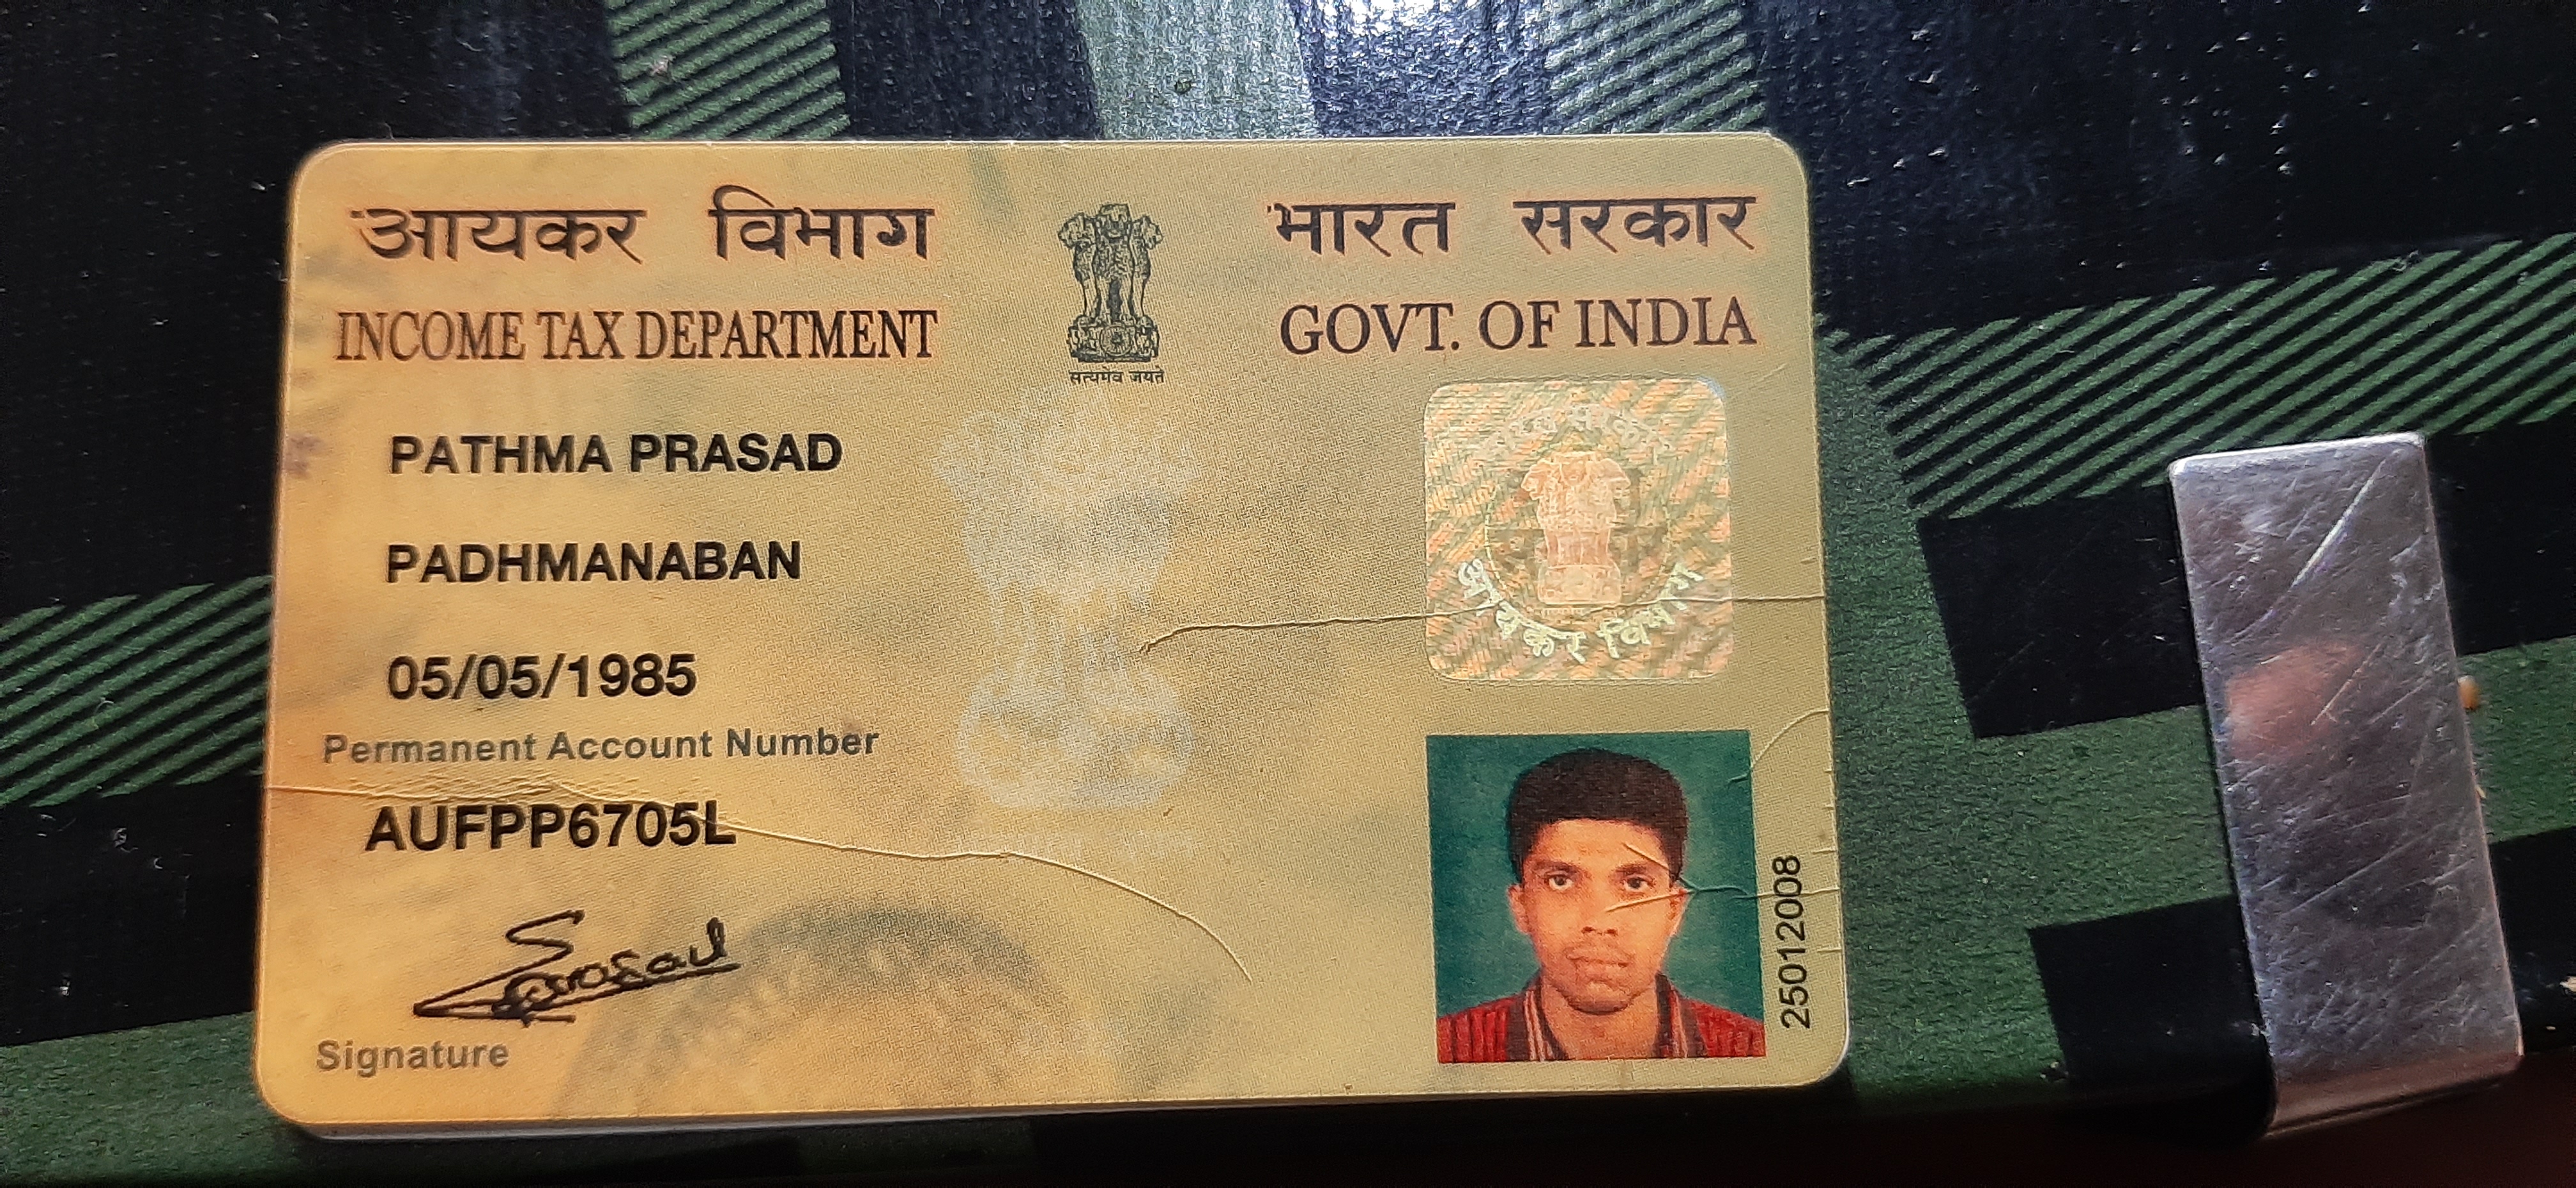 आयकर विभाग
INCOME TAX DEPARTMENT
सत्यमेव जयते
भारत सरकार
GOVT. OF INDIA
PATHMA PRASAD
PADHMANABAN
05/05/1985
Permanent Account Number
AUFPP6705L
Signature
आयकर विभाग
25012008